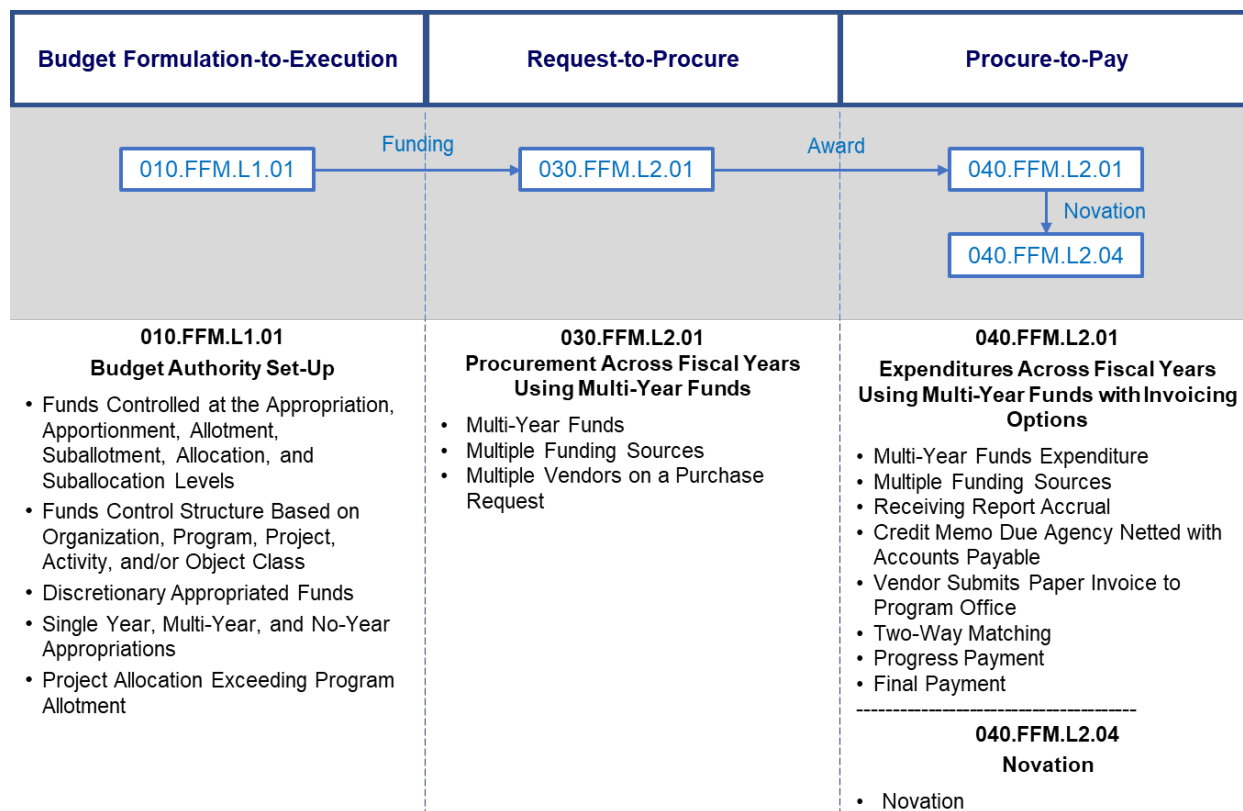 Budget Formulation-to-Execution
Request-to-Procure
Procure-to-Pay
Funding
Award
010.FFM.L1.01
030.FFM.L2.01
040.FFM.L2.01
Novation
040.FFM.L2.04
010.FFM.L1.01
Budget Authority Set-Up
• Funds Controlled at the Appropriation,
Apportionment, Allotment,
Suballotment, Allocation, and
Suballocation Levels
• Funds Control Structure Based on
Organization, Program, Project,
Activity, and/or Object Class
• Discretionary Appropriated Funds
• Single Year, Multi-Year, and No-Year
Appropriations
• Project Allocation Exceeding Program
Allotment
030.FFM.L2.01
Procurement Across Fiscal Years
Using Multi-Year Funds
• Multi-Year Funds
• Multiple Funding Sources
• Multiple Vendors on a Purchase
Request
040.FFM.L2.01
Expenditures Across Fiscal Years
Using Multi-Year Funds with Invoicing
Options
• Multi-Year Funds Expenditure
• Multiple Funding Sources
• Receiving Report Accrual
• Credit Memo Due Agency Netted with
Accounts Payable
• Vendor Submits Paper Invoice to
Program Office
• Two-Way Matching
• Progress Payment
• Final Payment
040.FFM.L2.04
Novation
• Novation